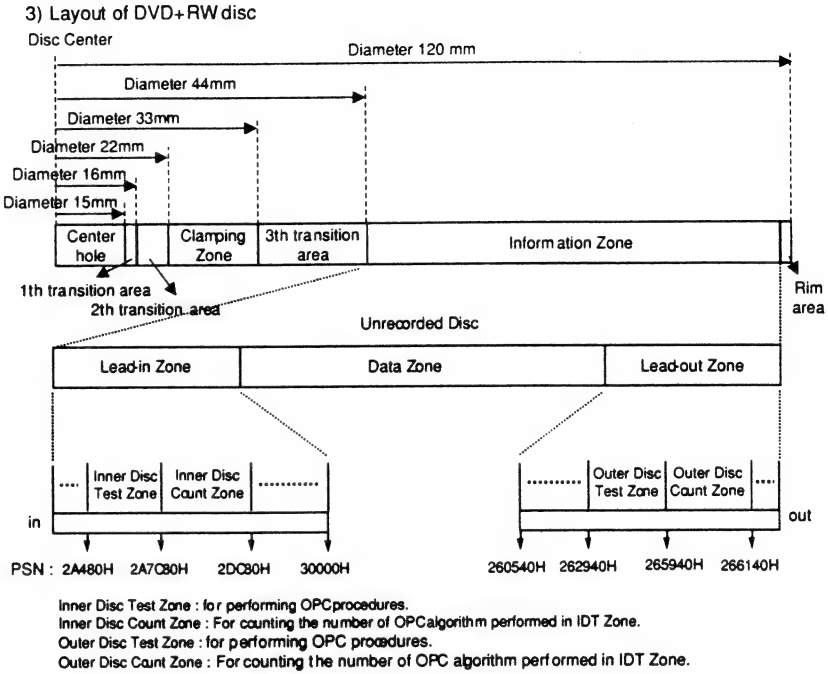 3) Layout of DVD+RW disc
Disc Center
Diameter 120 mm
Diameter 44mm
Diameter 33mm
Diameter 22mm
Diameter 16mm
Diameter 15mm
Center hole
Clamping Zone
3th transition area
Information Zone
1th transition area
2th transition area
Rim area
Unrecorded Disc
Lead-in Zone
Data Zone
Lead-out Zone
Inner Disc Test Zone
Inner Disc Count Zone
Outer Disc Test Zone
Outer Disc Count Zone
in
out
PSN : 2A480H 2A7C80H 2DC80H 30000H 260540H 262940H 265940H 266140H
Inner Disc Test Zone : for performing OPC procedures.
Inner Disc Count Zone : For counting the number of OPC algorithm performed in IDT Zone.
Outer Disc Test Zone : for performing OPC procedures.
Outer Disc Count Zone : For counting the number of OPC algorithm performed in IDT Zone.